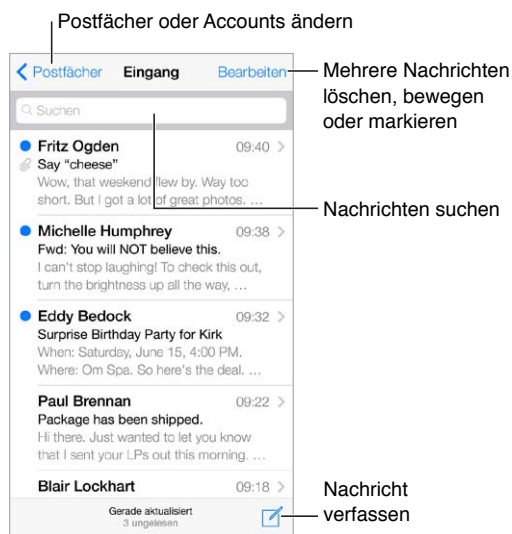 Postfächer oder Accounts ändern
Postfächer Eingang Bearbeiten
Mehrere Nachrichten
löschen, bewegen
oder markieren
Suchen
Fritz Ogden 09:40
Say “cheese”
Wow, that weekend flew by. Way too
short. But I got a lot of great photos. …
Nachrichten suchen
Michelle Humphrey 09:38
Fwd: You will NOT believe this.
I can't stop laughing! To check this out,
turn the brightness up all the way, …
Eddy Bedock 09:32
Surprise Birthday Party for Kirk
When: Saturday, June 15, 4:00 PM.
Where: Om Spa. So here's the deal. …
Paul Brennan 09:22
Package has been shipped.
Hi there. Just wanted to let you know
that I sent your LPs out this morning. …
Blair Lockhart 09:18
Gerade aktualisiert
3 ungelesen
Nachricht
verfassen